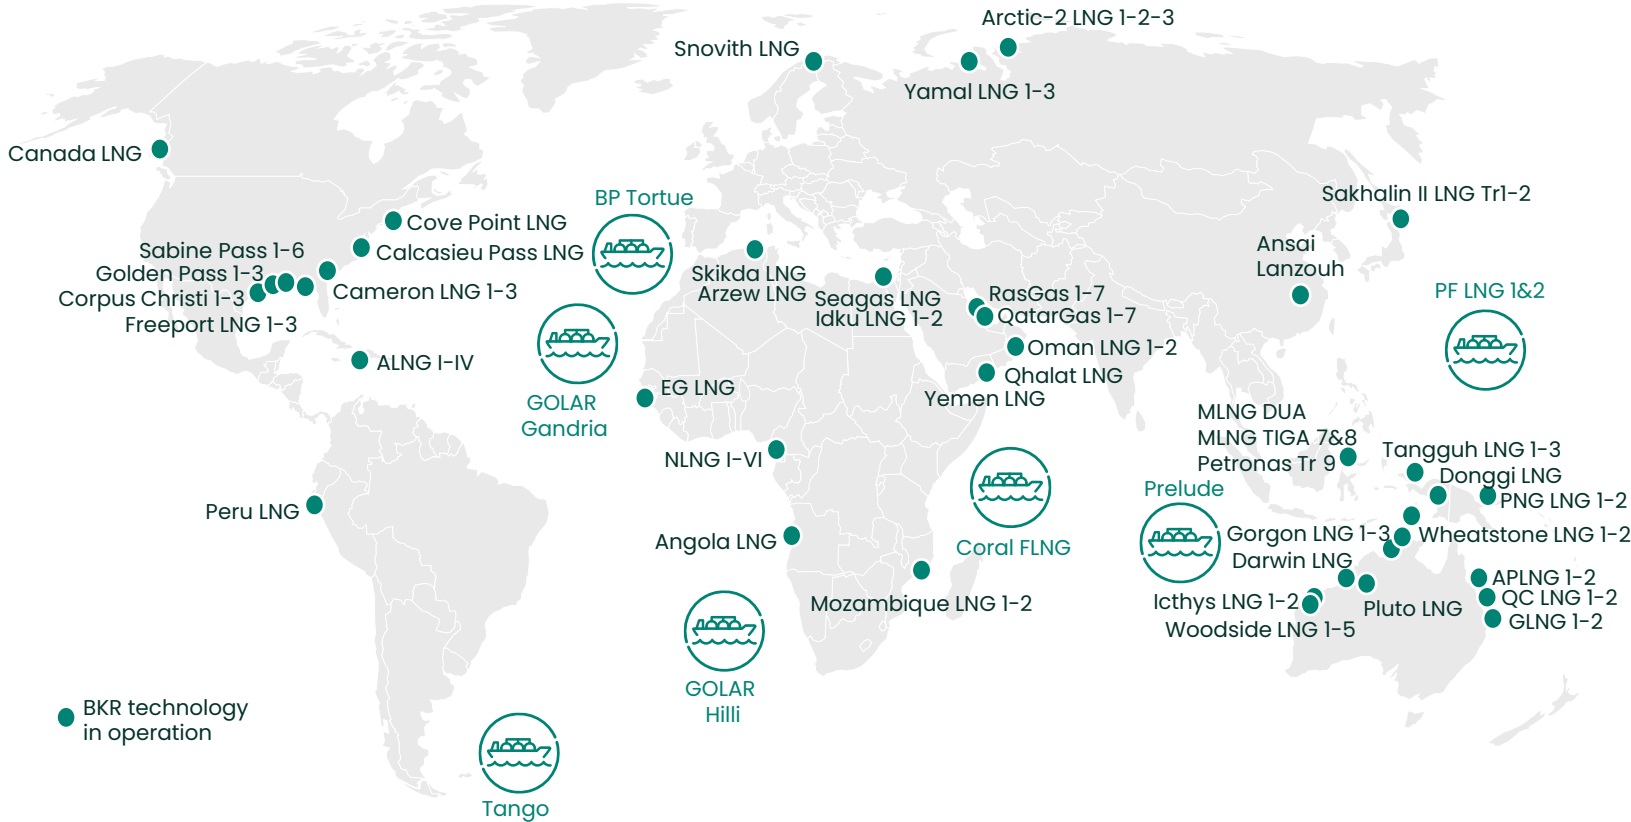 Arctic-2 LNG 1-2-3
Snovith LNG
Yamal LNG 1-3
Canada LNG
BP Tortue
Sakhalin II LNG Tr1-2
Cove Point LNG
Sabine Pass 1-6
Calcasieu Pass LNG
Ansai
Lanzouh
Golden Pass 1-3
Skikda LNG
Arzew LNG
Corpus Christi 1-3
Cameron LNG 1-3
Seagas LNG
Idku LNG 1-2
RasGas 1-7
QatarGas 1-7
PF LNG 1&2
Freeport LNG 1-3
Oman LNG 1-2
ALNG I-IV
Qhalat LNG
EG LNG
Yemen LNG
GOLAR
Gandria
MLNG DUA
MLNG TIGA 7&8
Petronas Tr 9
Tangguh LNG 1-3
NLNG I-VI
Donggi LNG
Prelude
PNG LNG 1-2
Peru LNG
Angola LNG
Coral FLNG
Gorgon LNG 1-3
Wheatstone LNG 1-2
Darwin LNG
APLNG 1-2
Mozambique LNG 1-2
Icthys LNG 1-2
QC LNG 1-2
Pluto LNG
GLNG 1-2
Woodside LNG 1-5
GOLAR
Hilli
BKR technology
in operation
Tango